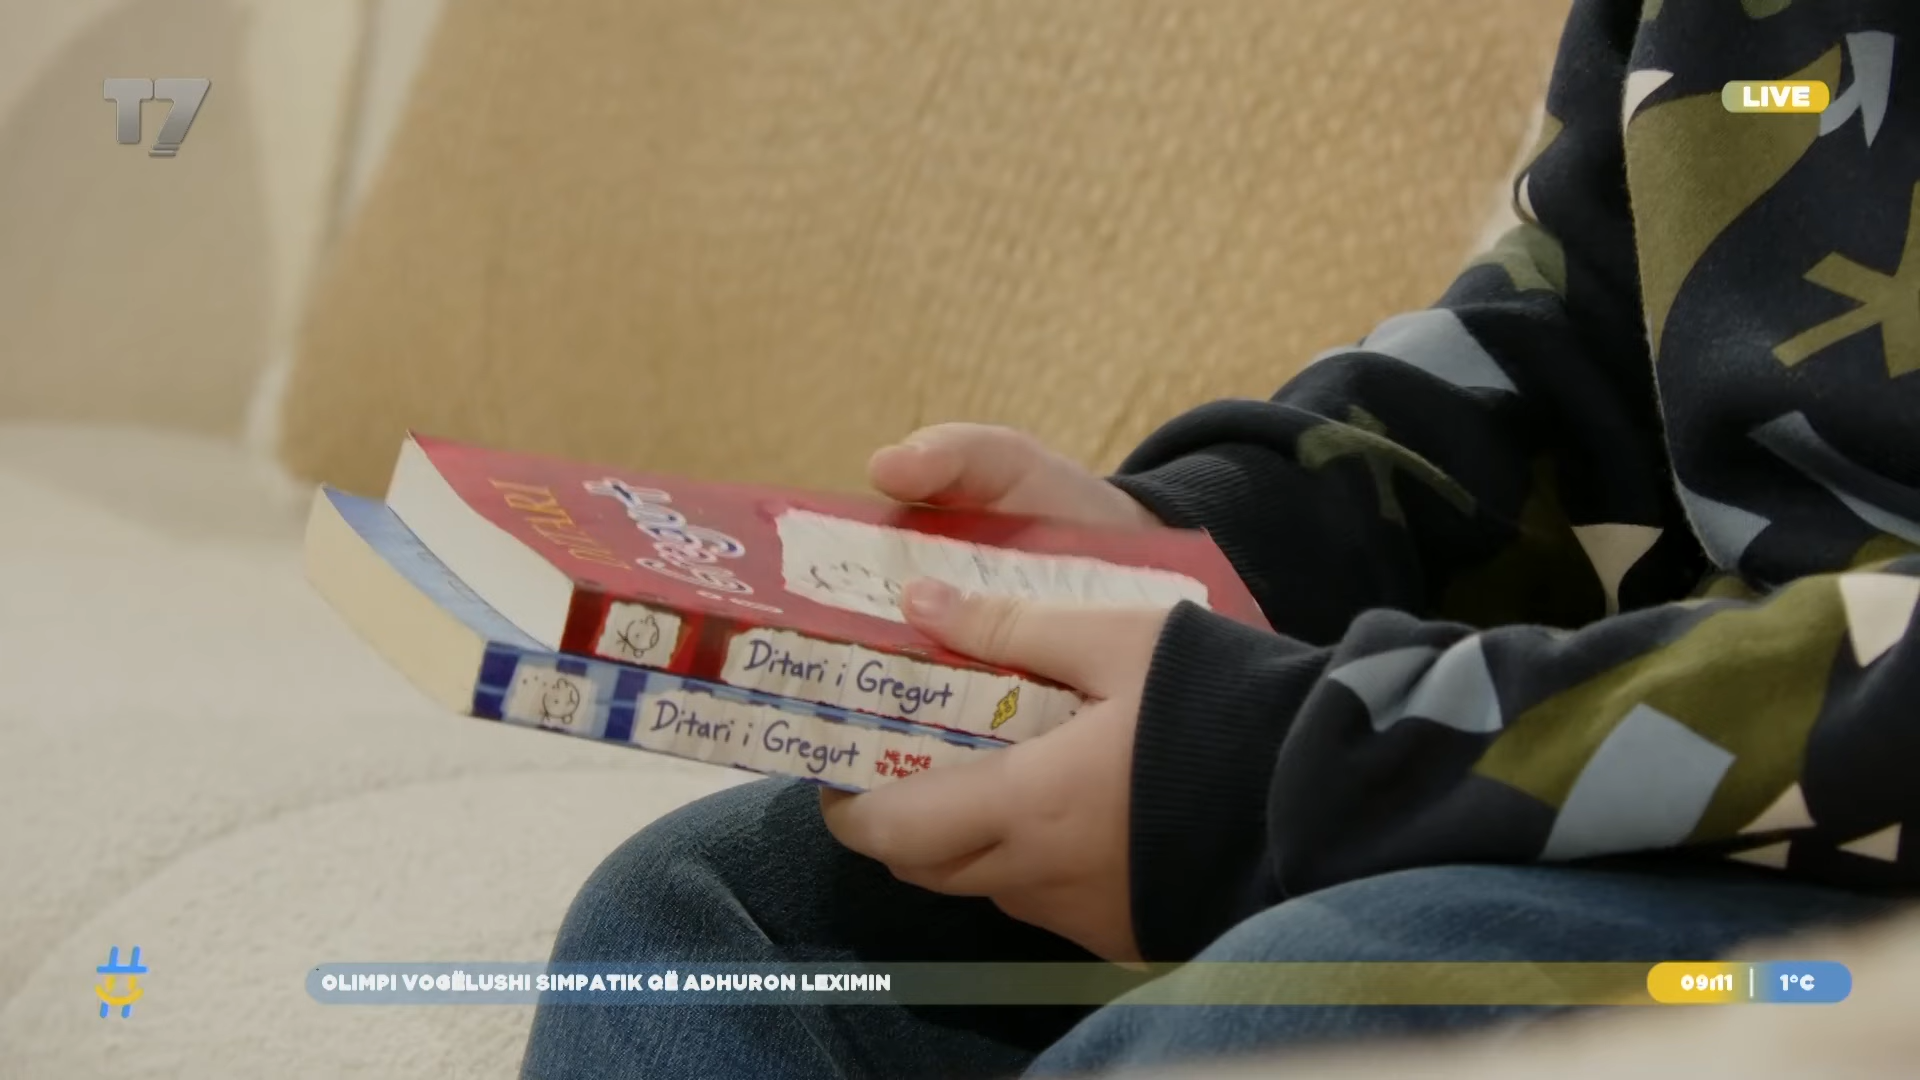 T7
LIVE
Ditari i Gregut
Ditari i Gregut
OLIMPI VOGËLUSHI SIMPATIK QË ADHURON LEXIMIN
09:11 | 1°C